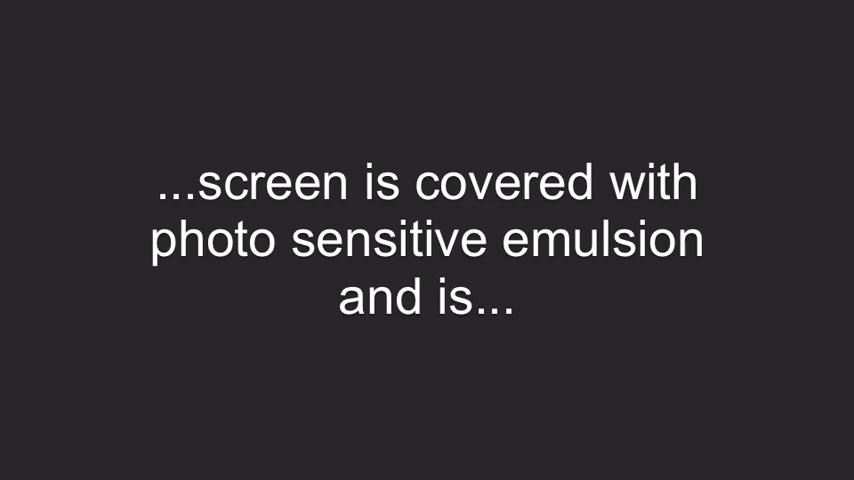 ...screen is covered with
photo sensitive emulsion
and is...